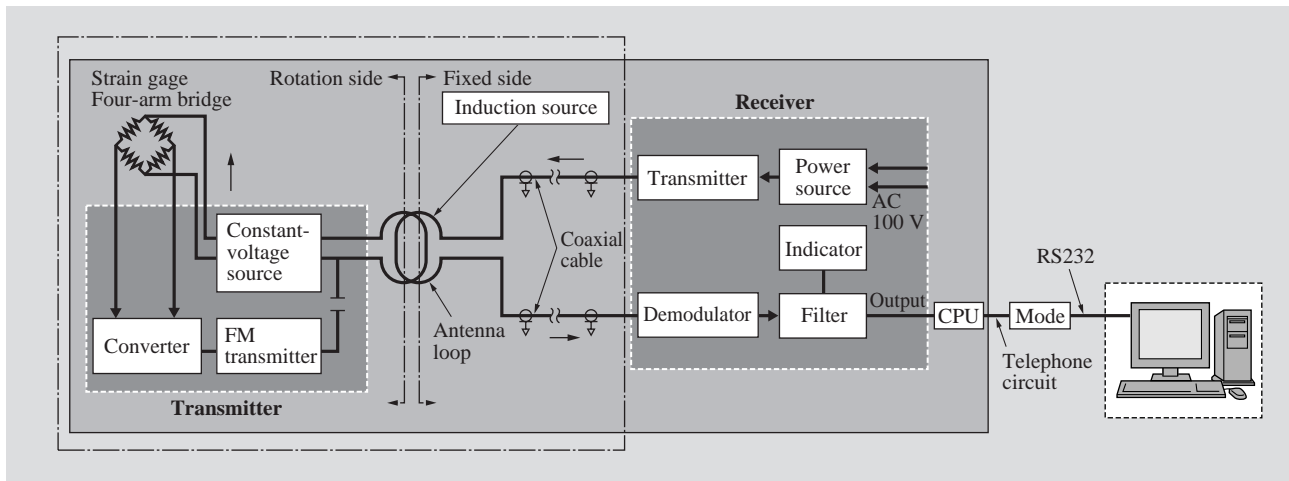 Strain gage
Four-arm bridge
Rotation side
Fixed side
Induction source
Receiver
Transmitter
Power
source
AC
100 V
Constant-
voltage
source
Coaxial
cable
Indicator
RS232
Converter
FM
transmitter
Antenna
loop
Demodulator
Filter
Output
CPU
Mode
Telephone
circuit
Transmitter